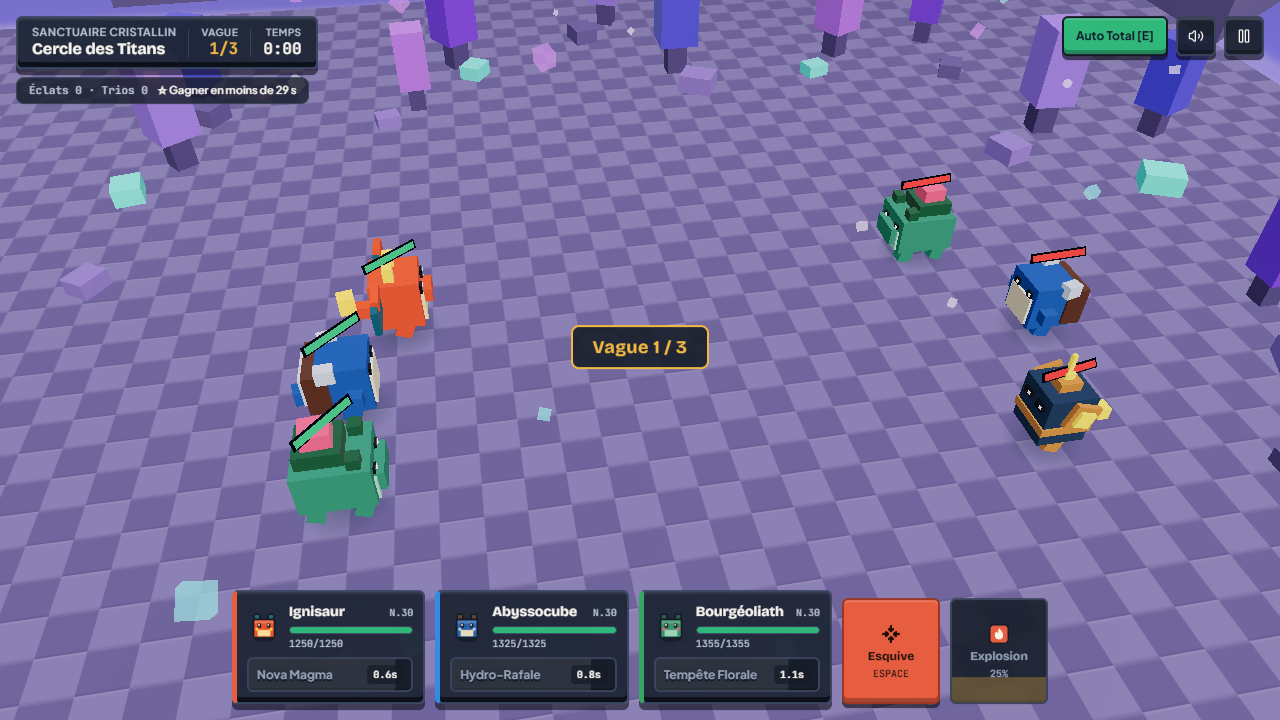 SANCTUAIRE CRISTALLIN
Cercle des Titans
VAGUE
1/3
TEMPS
0:00
Éclats 0 · Trios 0 ★ Gagner en moins de 29 s
Auto Total [E]
Vague 1 / 3
Ignisaur N.30
1250/1250
Nova Magma 0.6s
Abyssocube N.30
1325/1325
Hydro-Rafale 0.8s
Bourgéoliath N.30
1355/1355
Tempête Florale 1.1s
Esquive
ESPACE
Explosion
25%